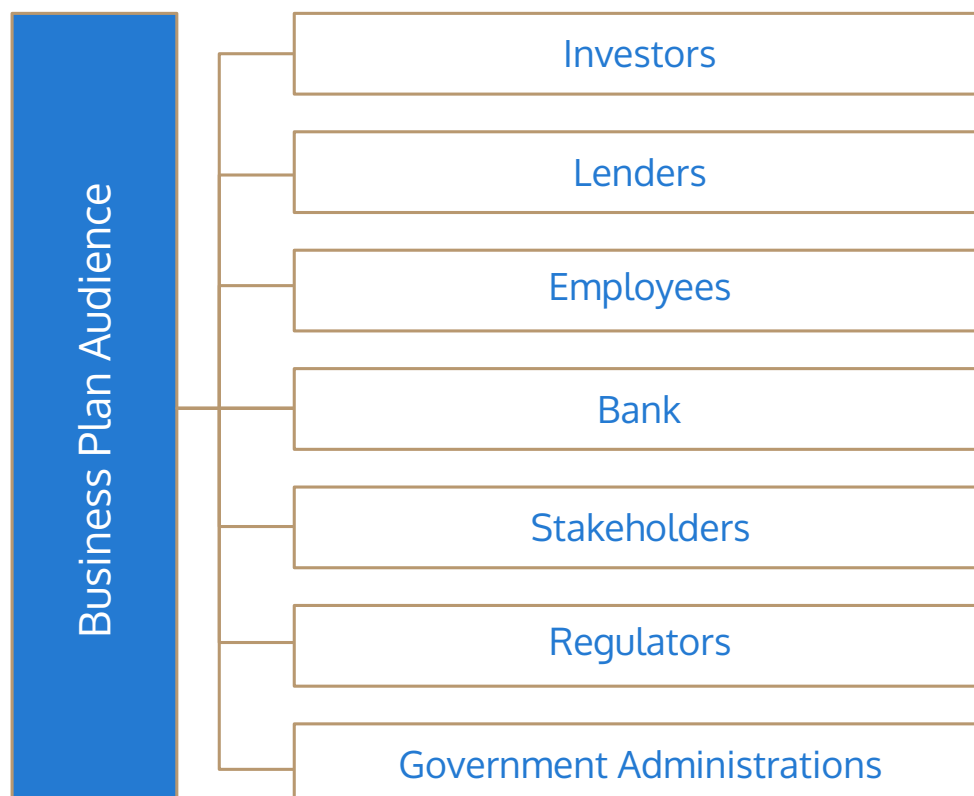 Business Plan Audience
Investors
Lenders
Employees
Bank
Stakeholders
Regulators
Government Administrations